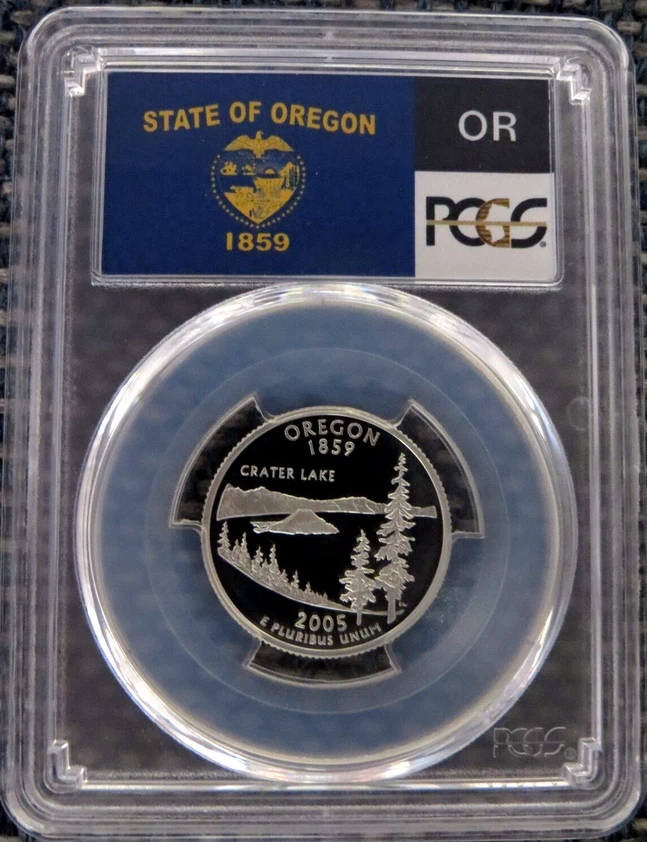 STATE OF OREGON
1859
OR
PCGS
OREGON
1859
CRATER LAKE
2005
E PLURIBUS UNUM
PCGS